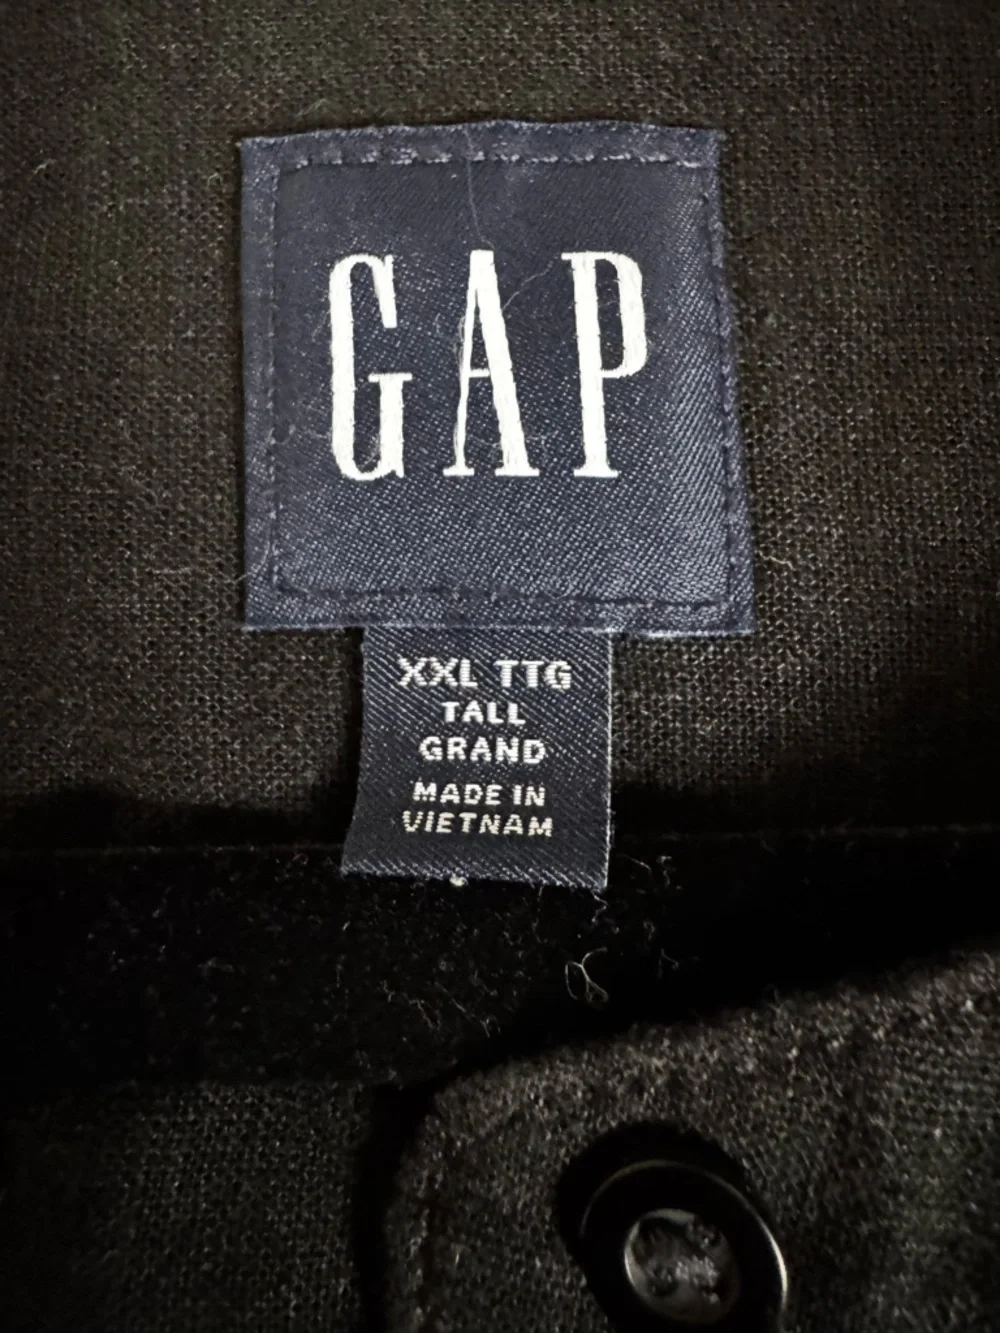 GAP
XXL TTG
TALL
GRAND
MADE IN
VIETNAM